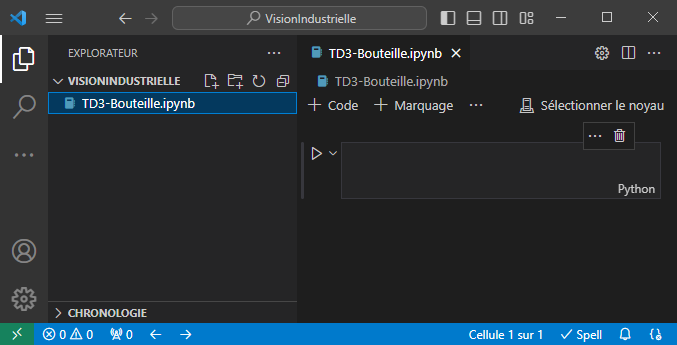 VisionIndustrielle
EXPLORATEUR
VISIONINDUSTRIELLE
TD3-Bouteille.ipynb
CHRONOLOGIE
TD3-Bouteille.ipynb
TD3-Bouteille.ipynb
Code Marquage Sélectionner le noyau
Python
0 0 0 Cellule 1 sur 1 Spell